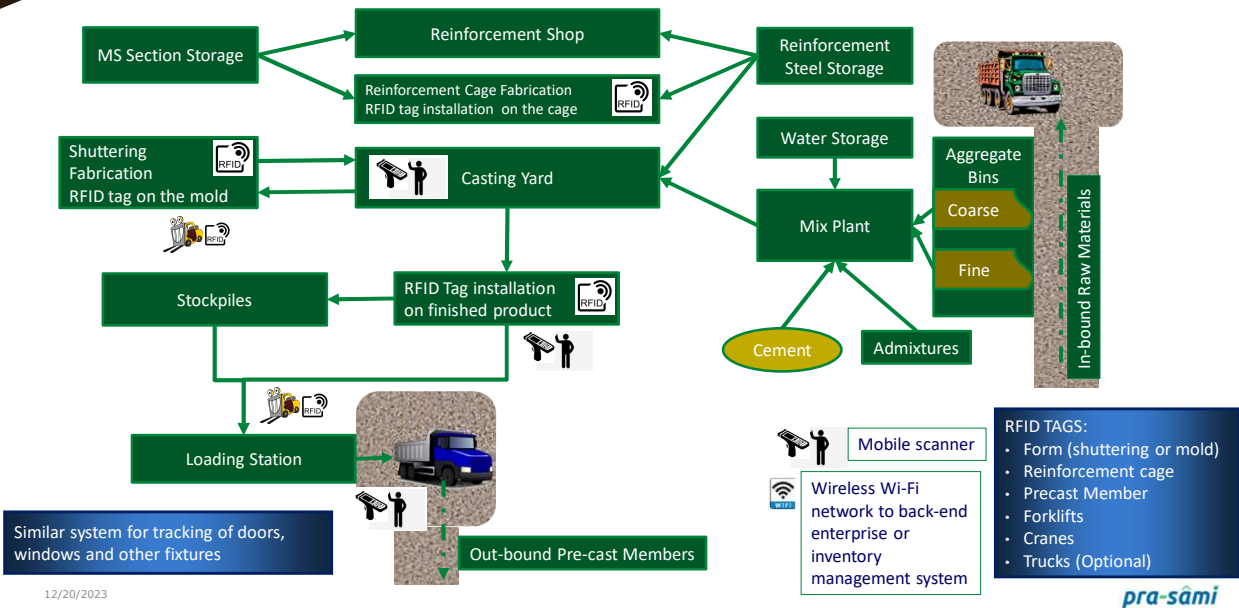 MS Section Storage
Reinforcement Shop
Reinforcement
Steel Storage
Reinforcement Cage Fabrication
RFID tag installation on the cage
RFID
Shuttering
Fabrication
RFID tag on the mold
RFID
Casting Yard
Water Storage
Mix Plant
Aggregate
Bins
Coarse
Fine
In-bound Raw Materials
RFID
Stockpiles
RFID Tag installation
on finished product
RFID
Cement
Admixtures
RFID
Loading Station
Out-bound Pre-cast Members
Mobile scanner
WIFI
Wireless Wi-Fi
network to back-end
enterprise or
inventory
management system
RFID TAGS:
• Form (shuttering or mold)
• Reinforcement cage
• Precast Member
• Forklifts
• Cranes
• Trucks (Optional)
Similar system for tracking of doors,
windows and other fixtures
12/20/2023
pra-sâmi